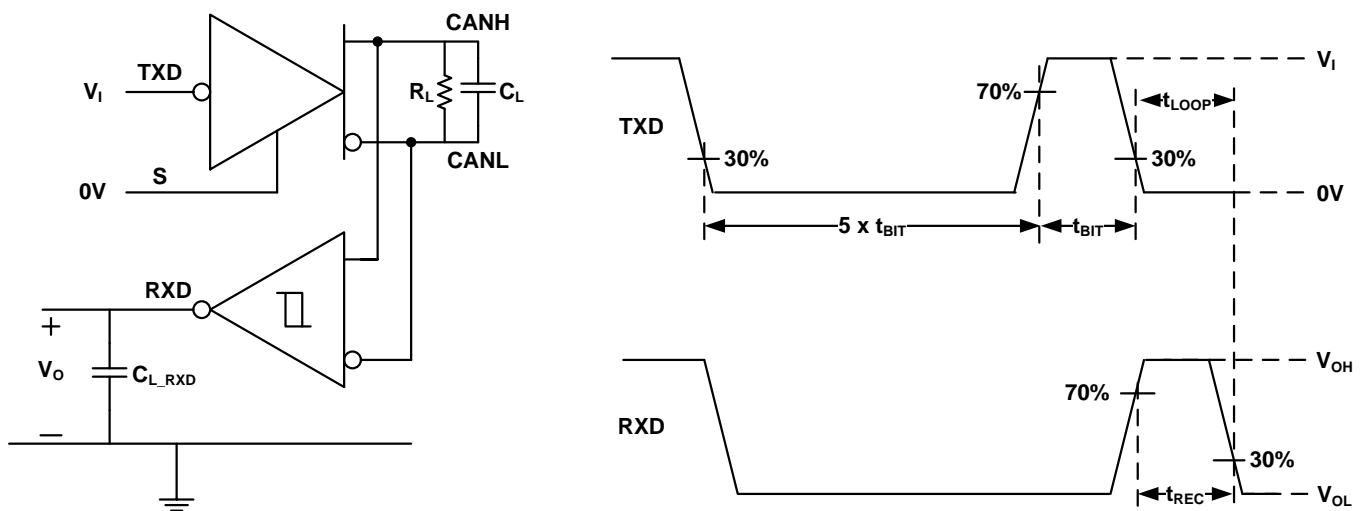 CANH
TXD
V_I
R_L
C_L
CANL
S
0V
RXD
+
V_O
C_L_RXD
—
V_I
70%
t_LOOP
TXD
30%
30%
0V
5 x t_BIT
t_BIT
V_OH
70%
RXD
30%
t_REC
V_OL